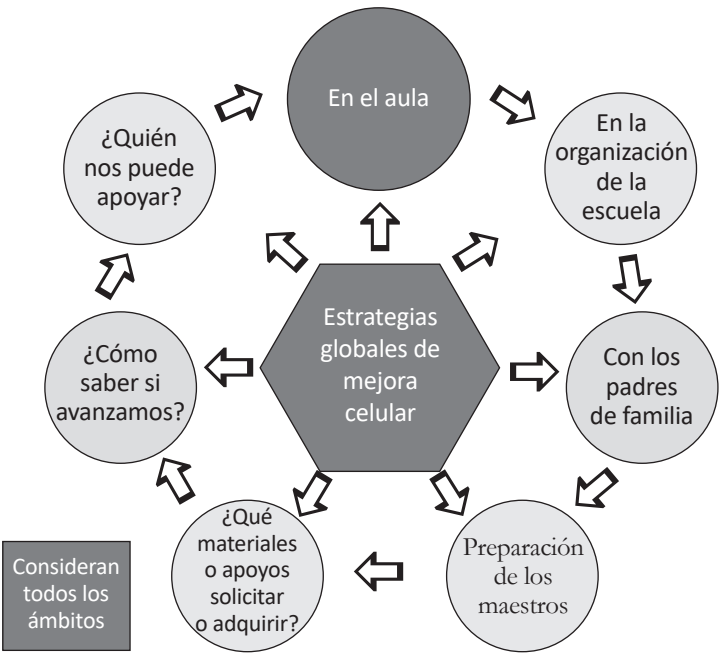 En el aula
En la
organización
de la
escuela
Con los
padres
de familia
Preparación
de los
maestros
¿Qué
materiales
o apoyos
solicitar
o adquirir?
¿Cómo
saber si
avanzamos?
¿Quién
nos puede
apoyar?
Estrategias
globales de
mejora
celular
Consideran
todos los
ámbitos